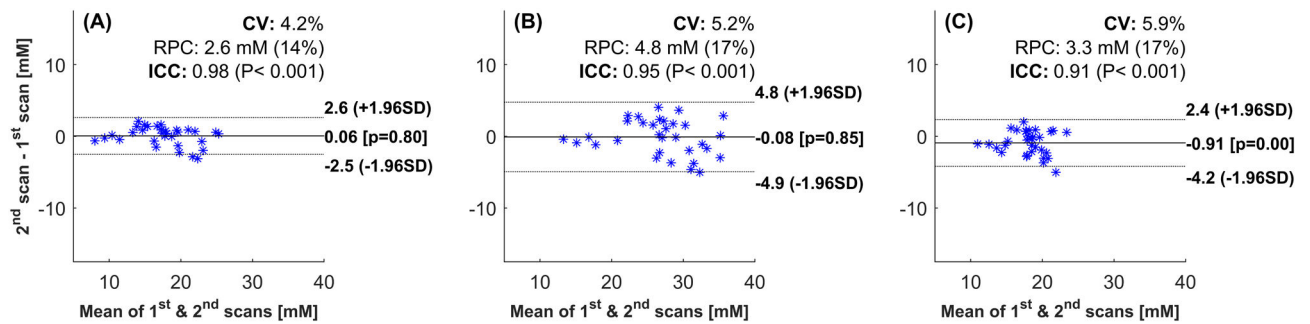 (A)
CV: 4.2%
RPC: 2.6 mM (14%)
ICC: 0.98 (P< 0.001)
2.6 (+1.96SD)
0.06 [p=0.80]
-2.5 (-1.96SD)
10
0
-10
2nd scan - 1st scan [mM]
10 20 30 40
Mean of 1st & 2nd scans [mM]
(B)
CV: 5.2%
RPC: 4.8 mM (17%)
ICC: 0.95 (P< 0.001)
4.8 (+1.96SD)
-0.08 [p=0.85]
-4.9 (-1.96SD)
10
0
-10
10 20 30 40
Mean of 1st & 2nd scans [mM]
(C)
CV: 5.9%
RPC: 3.3 mM (17%)
ICC: 0.91 (P< 0.001)
2.4 (+1.96SD)
-0.91 [p=0.00]
-4.2 (-1.96SD)
10
0
-10
10 20 30 40
Mean of 1st & 2nd scans [mM]